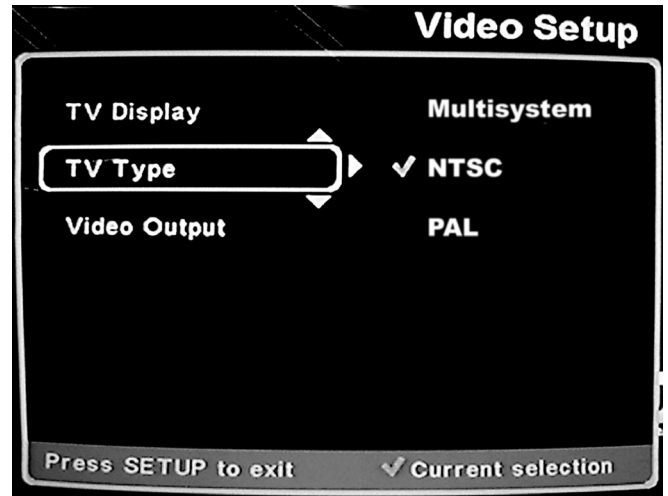 Video Setup
TV Display
Multisystem
TV Type
✓ NTSC
Video Output
PAL
Press SETUP to exit
✓ Current selection